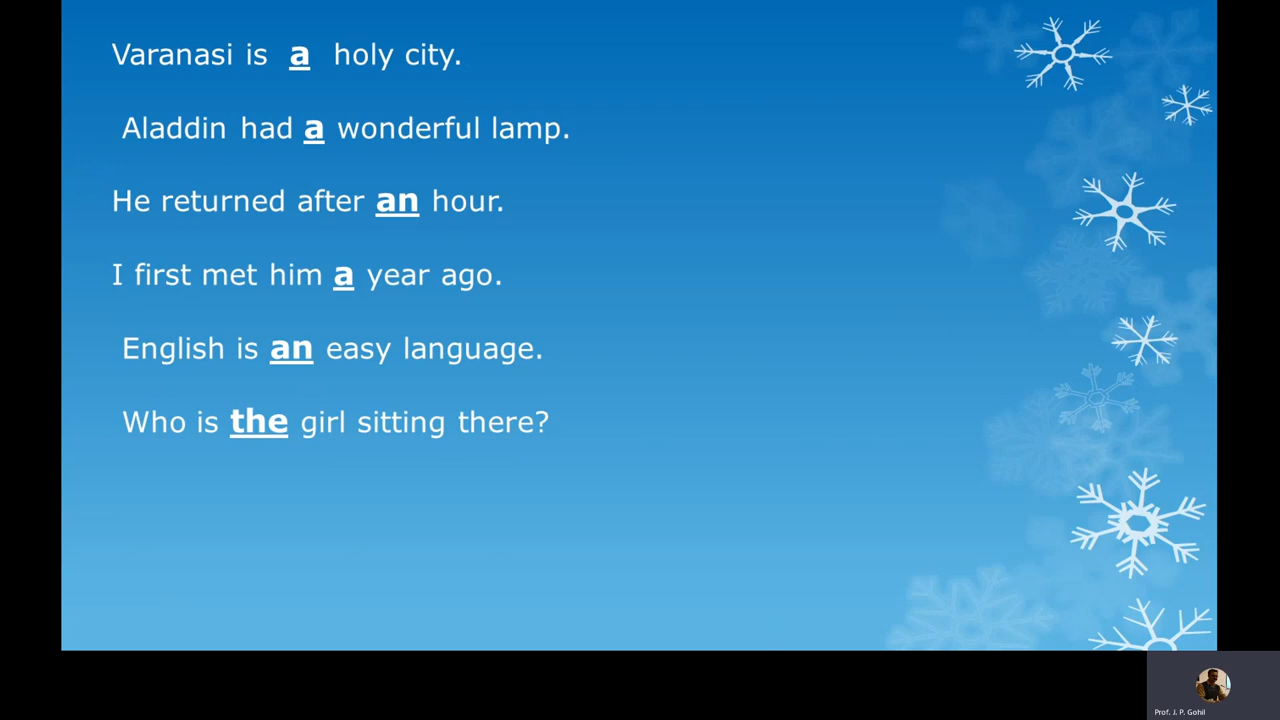 Varanasi is a holy city.
Aladdin had a wonderful lamp.
He returned after an hour.
I first met him a year ago.
English is an easy language.
Who is the girl sitting there?
Prof. J. P. Gohil